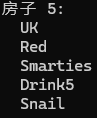 房子 5:
UK
Red
Smarties
Drink5
Snail